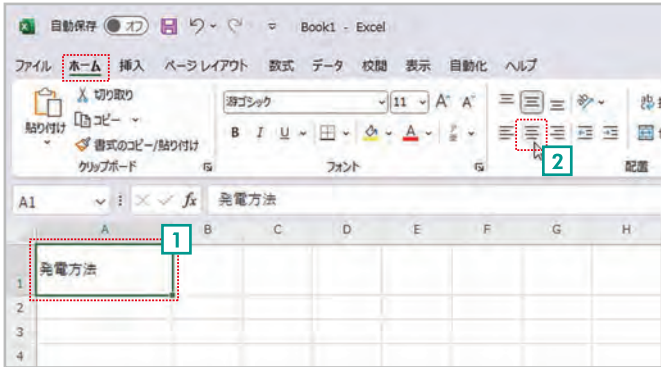 自動保存 オフ Book1 - Excel
ファイル ホーム 挿入 ページ レイアウト 数式 データ 校閲 表示 自動化 ヘルプ
貼り付け
切り取り
コピー
書式のコピー/貼り付け
クリップボード
游ゴシック 11 A A
B I U A
フォント
ab
配置
2
A1 fx 発電方法
A B C D E F G H
1
1 発電方法
2
3
4